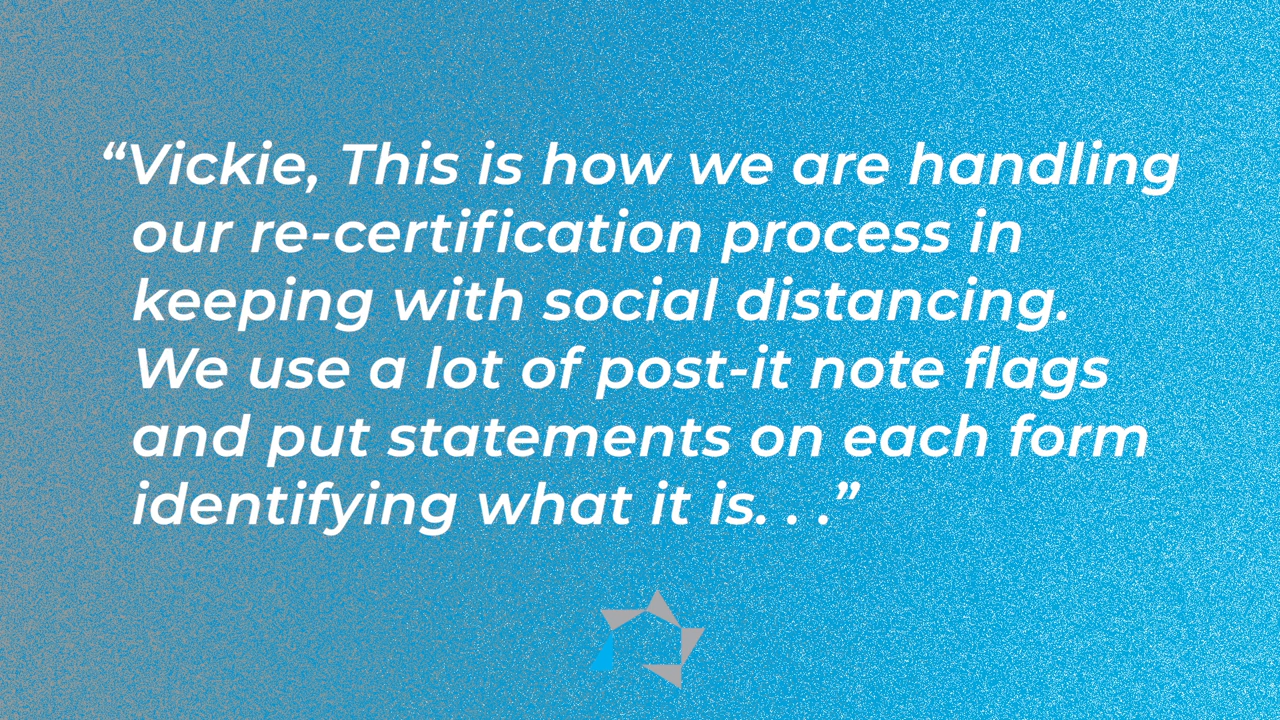 “Vickie, This is how we are handling
our re-certification process in
keeping with social distancing.
We use a lot of post-it note flags
and put statements on each form
identifying what it is. . .”